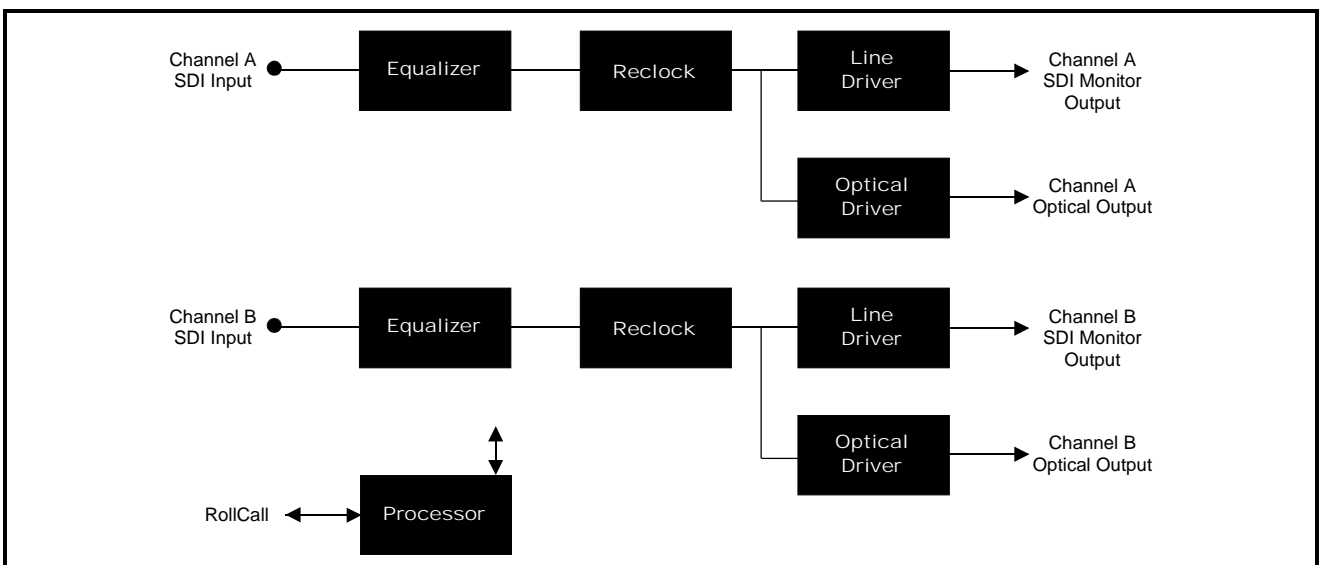 Channel A
SDI Input
Equalizer
Reclock
Line
Driver
Channel A
SDI Monitor
Output
Optical
Driver
Channel A
Optical Output
Channel B
SDI Input
Equalizer
Reclock
Line
Driver
Channel B
SDI Monitor
Output
Optical
Driver
Channel B
Optical Output
RollCall
Processor